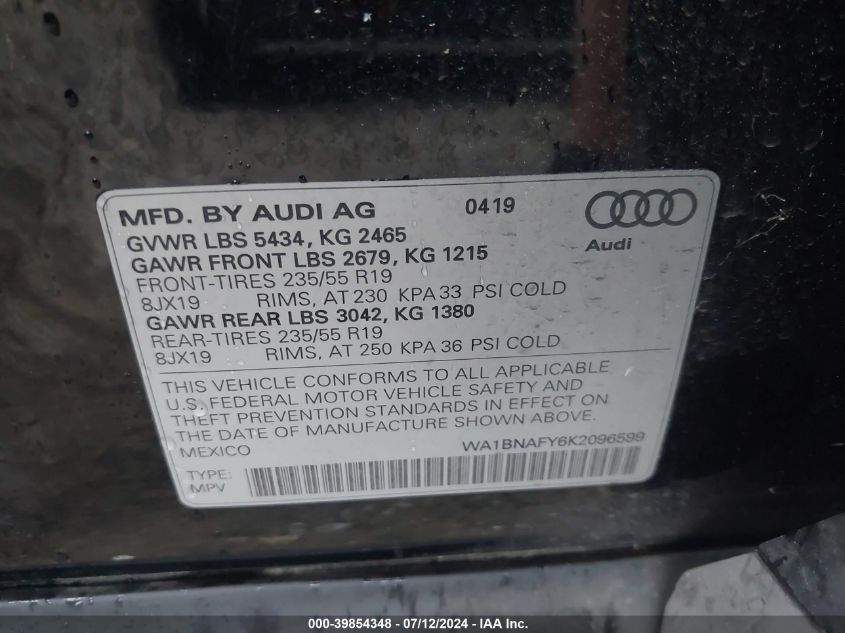 MFD. BY AUDI AG 0419
GVWR LBS 5434, KG 2465
Audi
GAWR FRONT LBS 2679, KG 1215
FRONT-TIRES 235/55 R19
8JX19 RIMS, AT 230 KPA 33 PSI COLD
GAWR REAR LBS 3042, KG 1380
REAR-TIRES 235/55 R19
8JX19 RIMS, AT 250 KPA 36 PSI COLD
THIS VEHICLE CONFORMS TO ALL APPLICABLE
U.S. FEDERAL MOTOR VEHICLE SAFETY AND
THEFT PREVENTION STANDARDS IN EFFECT ON
THE DATE OF MANUFACTURE SHOWN ABOVE.
MEXICO WA1BNAFY6K2096599
TYPE:
MPV
000-39854348 - 07/12/2024 - WA1BNAFY6K2096599